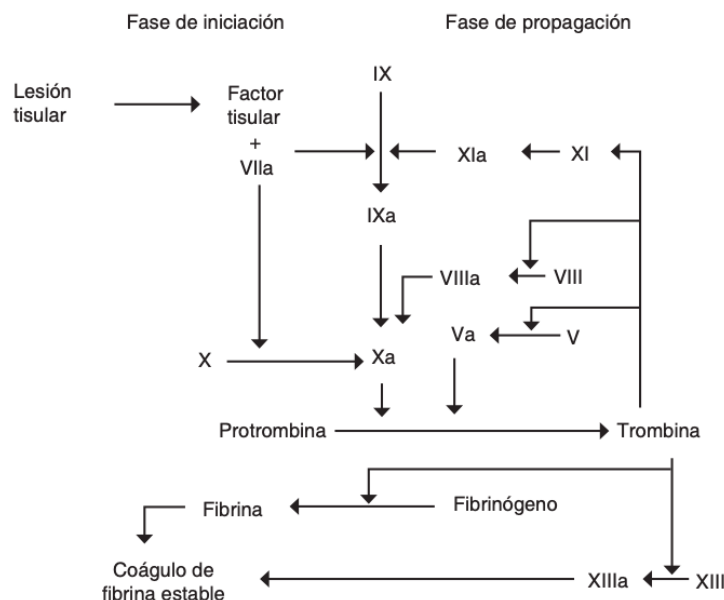 Fase de iniciación
Fase de propagación
IX
Lesión
tisular
Factor
tisular
+
VIIa
XIa
XI
IXa
VIIIa
VIII
Va
V
X
Xa
Protrombina
Trombina
Fibrina
Fibrinógeno
Coágulo de
fibrina estable
XIIIa
XIII